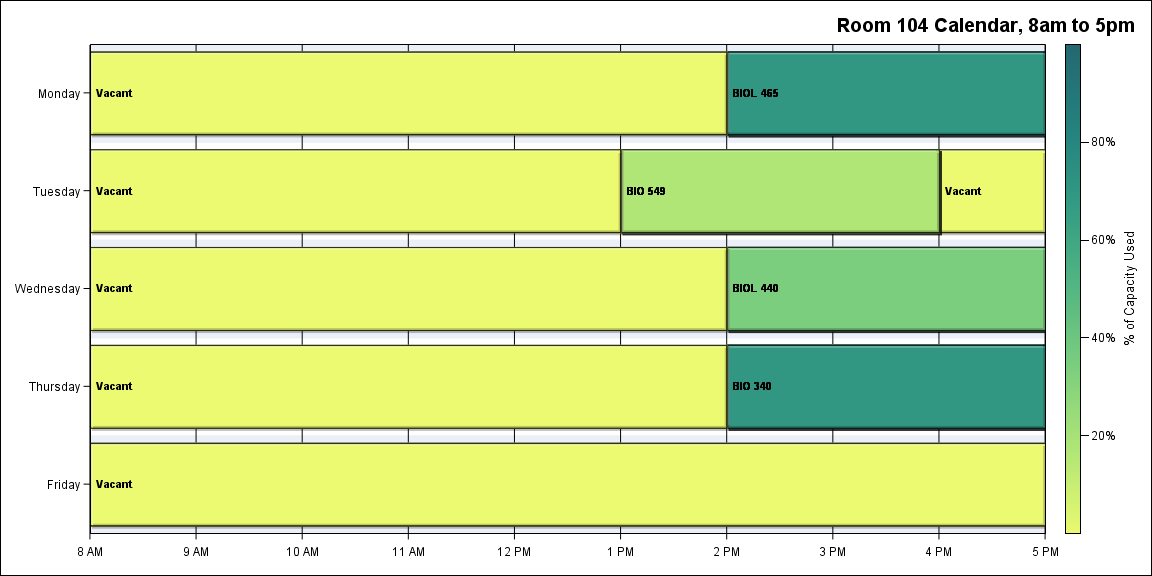 Room 104 Calendar, 8am to 5pm
Monday
Vacant
BIOL 465
Tuesday
Vacant
BIO 549
Vacant
Wednesday
Vacant
BIOL 440
Thursday
Vacant
BIO 340
Friday
Vacant
8 AM
9 AM
10 AM
11 AM
12 PM
1 PM
2 PM
3 PM
4 PM
5 PM
80%
60%
40%
20%
% of Capacity Used